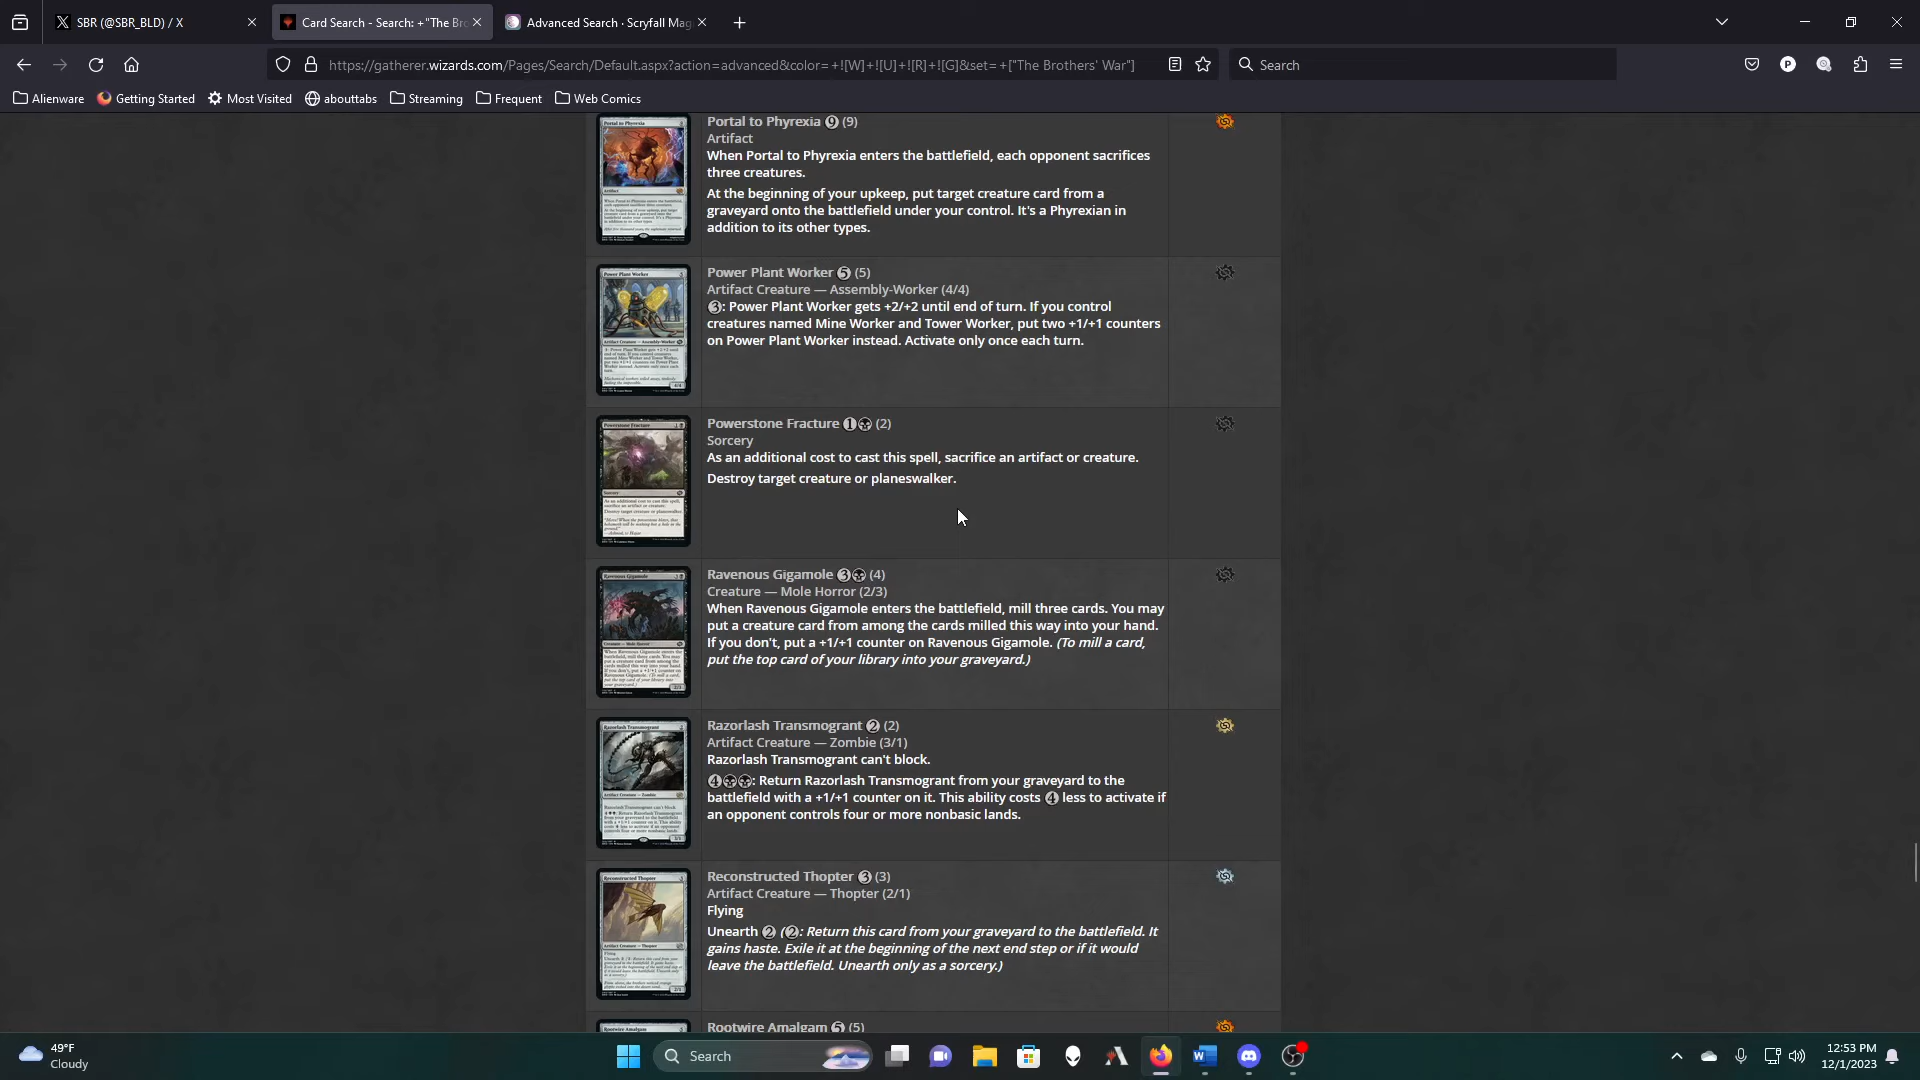 SBR (@SBR_BLD) / X
Card Search - Search: +"The Bro
Advanced Search · Scryfall Mag
https://gatherer.wizards.com/Pages/Search/Default.aspx?action=advanced&color=+![W]+![U]+![R]+![G]&set=+["The Brothers' War"]
Search
Alienware
Getting Started
Most Visited
abouttabs
Streaming
Frequent
Web Comics
Portal to Phyrexia 9 (9)
Artifact
When Portal to Phyrexia enters the battlefield, each opponent sacrifices
three creatures.
At the beginning of your upkeep, put target creature card from a
graveyard onto the battlefield under your control. It's a Phyrexian in
addition to its other types.
Power Plant Worker 5 (5)
Artifact Creature — Assembly-Worker (4/4)
3: Power Plant Worker gets +2/+2 until end of turn. If you control
creatures named Mine Worker and Tower Worker, put two +1/+1 counters
on Power Plant Worker instead. Activate only once each turn.
Powerstone Fracture 1 (2)
Sorcery
As an additional cost to cast this spell, sacrifice an artifact or creature.
Destroy target creature or planeswalker.
Ravenous Gigamole 3 (4)
Creature — Mole Horror (2/3)
When Ravenous Gigamole enters the battlefield, mill three cards. You may
put a creature card from among the cards milled this way into your hand.
If you don't, put a +1/+1 counter on Ravenous Gigamole. (To mill a card,
put the top card of your library into your graveyard.)
Razorlash Transmogrant 2 (2)
Artifact Creature — Zombie (3/1)
Razorlash Transmogrant can't block.
4: Return Razorlash Transmogrant from your graveyard to the
battlefield with a +1/+1 counter on it. This ability costs 4 less to activate if
an opponent controls four or more nonbasic lands.
Reconstructed Thopter 3 (3)
Artifact Creature — Thopter (2/1)
Flying
Unearth 2 (2: Return this card from your graveyard to the battlefield. It
gains haste. Exile it at the beginning of the next end step or if it would
leave the battlefield. Unearth only as a sorcery.)
Rootwire Amalgam 5 (5)
49°F
Cloudy
Search
12:53 PM
12/1/2023